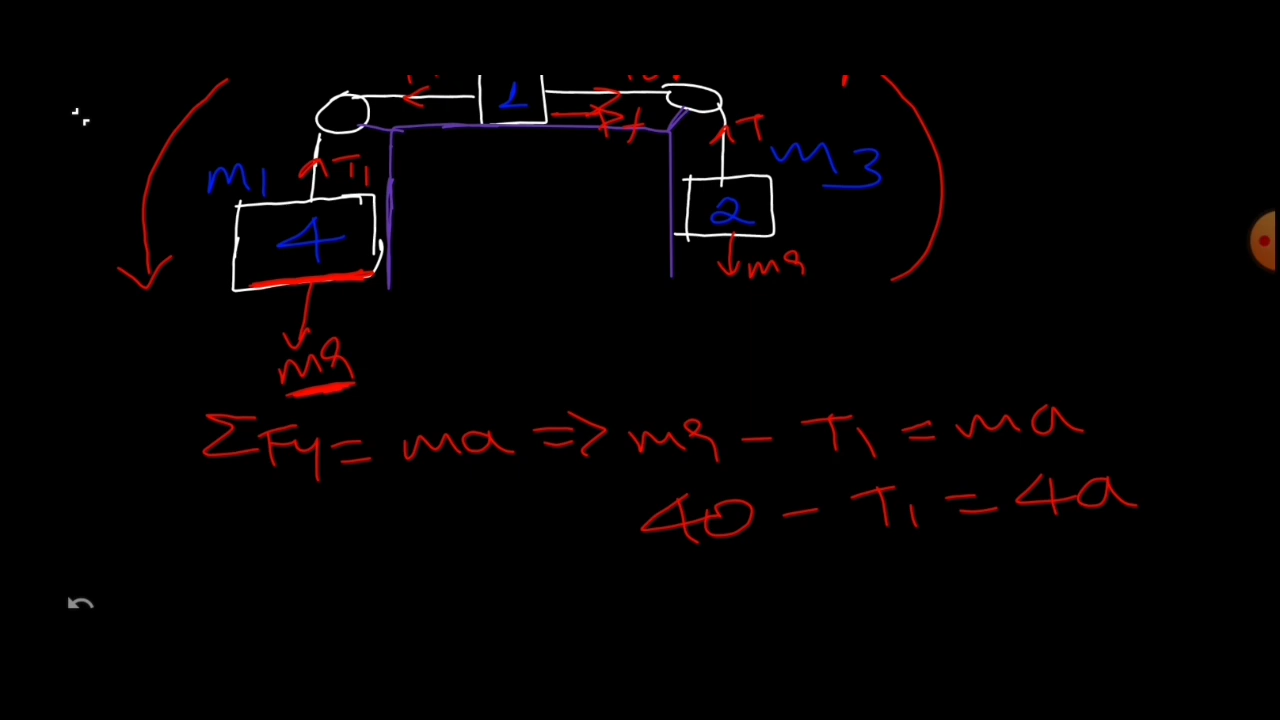 1
T
m1
T1
m3
4
2
mg
mg
ΣFy = ma => mg - T1 = ma
40 - T1 = 4a